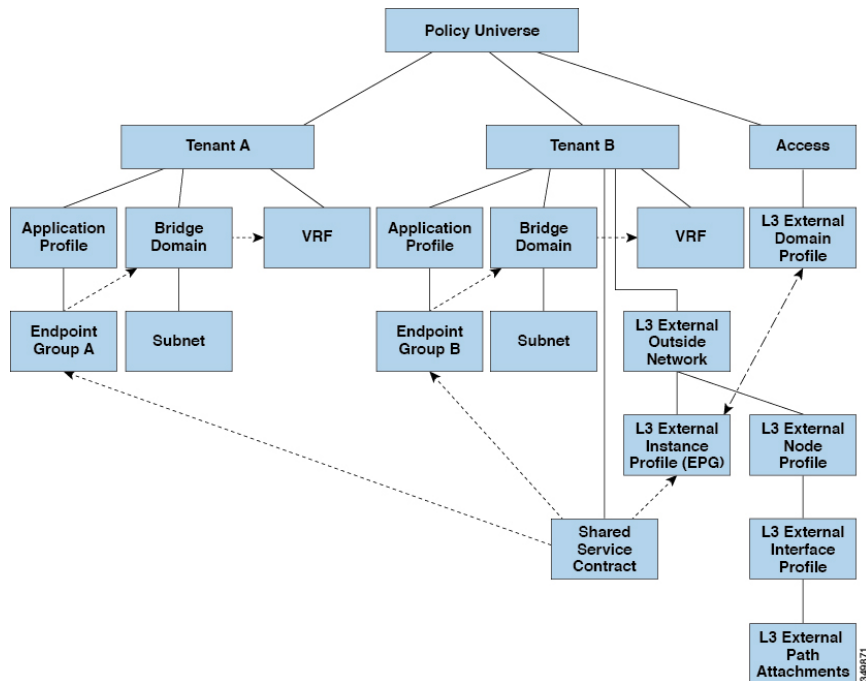 Policy Universe
Tenant A
Tenant B
Access
Application
Profile
Bridge
Domain
VRF
Application
Profile
Bridge
Domain
VRF
L3 External
Domain
Profile
Endpoint
Group A
Subnet
Endpoint
Group B
Subnet
L3 External
Outside
Network
L3 External
Instance
Profile (EPG)
L3 External
Node
Profile
Shared
Service
Contract
L3 External
Interface
Profile
L3 External
Path
Attachments
349871